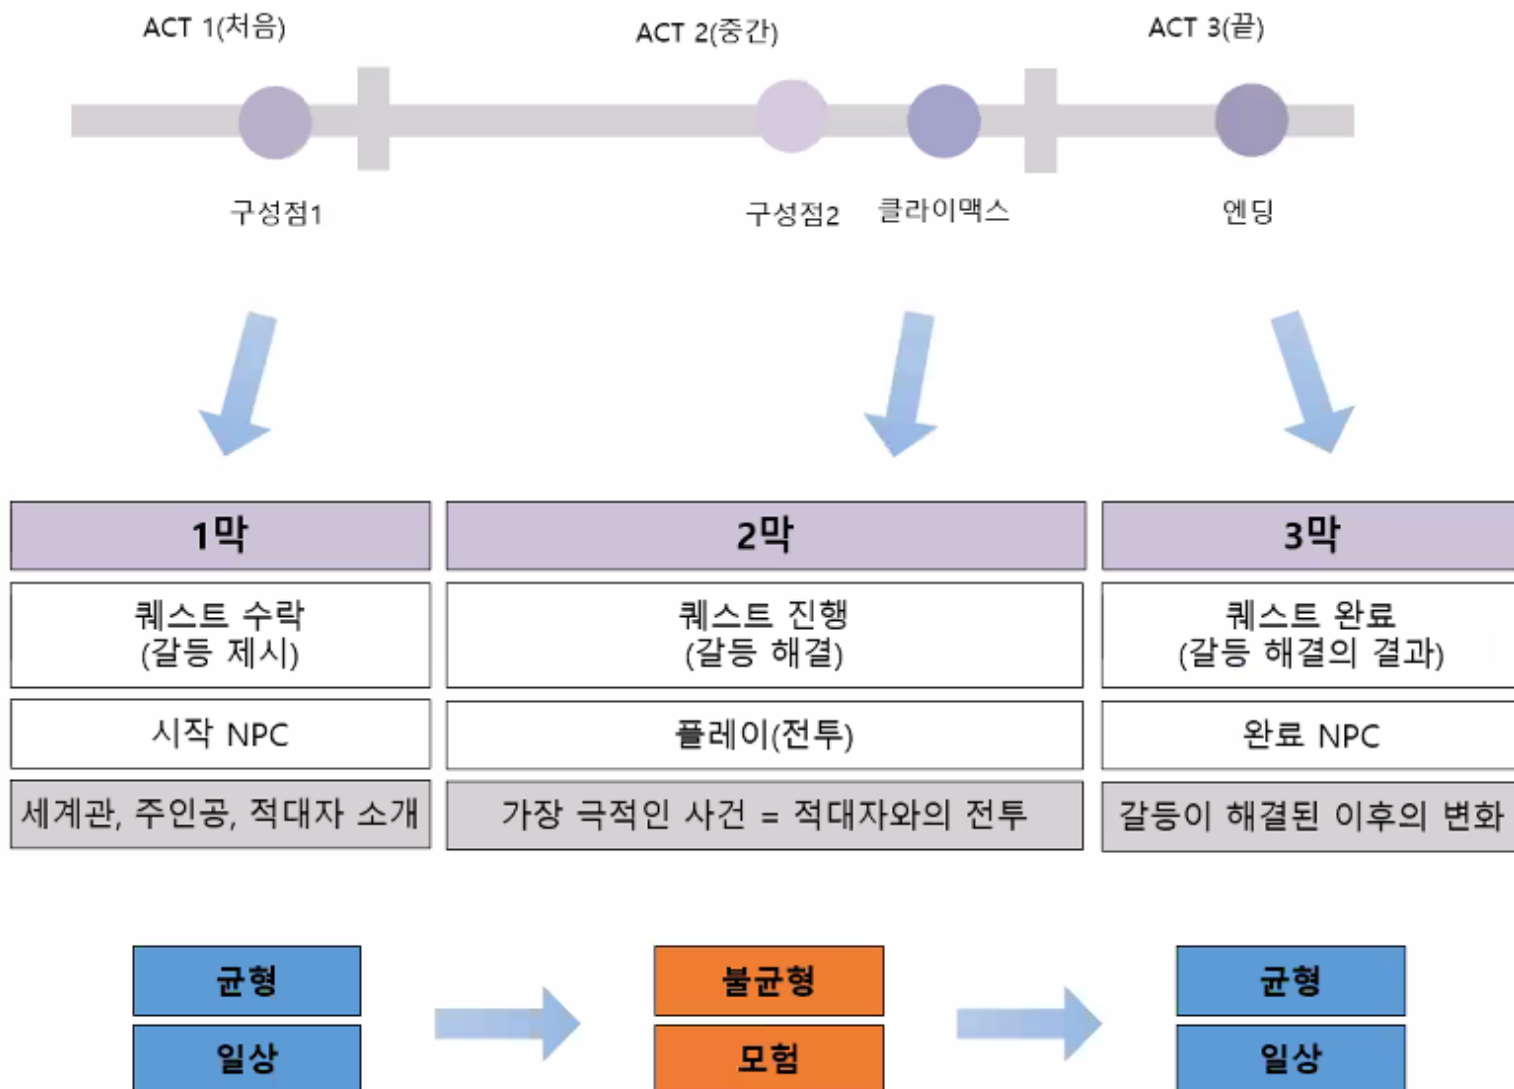 ACT 1(처음)
ACT 2(중간)
ACT 3(끝)
구성점1
구성점2
클라이맥스
엔딩
1막
2막
3막
퀘스트 수락
(갈등 제시)
퀘스트 진행
(갈등 해결)
퀘스트 완료
(갈등 해결의 결과)
시작 NPC
플레이(전투)
완료 NPC
세계관, 주인공, 적대자 소개
가장 극적인 사건 = 적대자와의 전투
갈등이 해결된 이후의 변화
균형
불균형
균형
일상
모험
일상